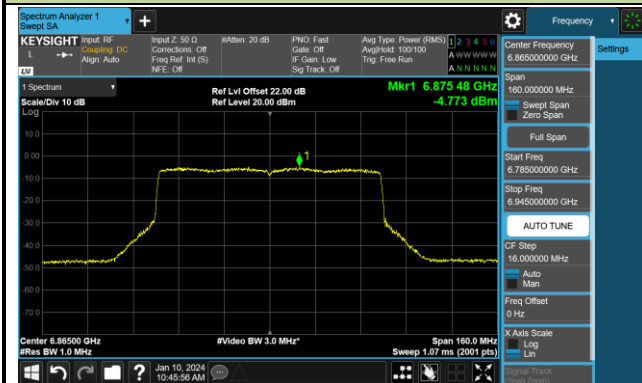 Spectrum Analyzer 1
Swept SA
Frequency
KEYSIGHT
L
LXI
Input: RF
Coupling: DC
Align: Auto
Input Z: 50 Ω
Corrections: Off
Freq Ref: Int (S)
NFE: Off
#Atten: 20 dB
PNO: Fast
Gate: Off
IF Gain: Low
Sig Track: Off
Avg Type: Power (RMS)
Avg|Hold: 100/100
Trig: Free Run
1 2 3 4 5 6
A W W W W W
A N N N N N
1 Spectrum
Scale/Div 10 dB
Ref Lvl Offset 22.00 dB
Ref Level 20.00 dBm
Mkr1 6.875 48 GHz
-4.773 dBm
Log
10.0
0.00
-10.0
-20.0
-30.0
-40.0
-50.0
-60.0
-70.0
1
Center 6.86500 GHz
#Res BW 1.0 MHz
#Video BW 3.0 MHz*
Span 160.0 MHz
Sweep 1.07 ms (2001 pts)
Jan 10, 2024
10:45:56 AM
Center Frequency
6.865000000 GHz
Settings
Span
160.000000 MHz
Swept Span
Zero Span
Full Span
Start Freq
6.785000000 GHz
Stop Freq
6.945000000 GHz
AUTO TUNE
CF Step
16.000000 MHz
Auto
Man
Freq Offset
0 Hz
X Axis Scale
Log
Lin
Signal Track
(Span Zoom)